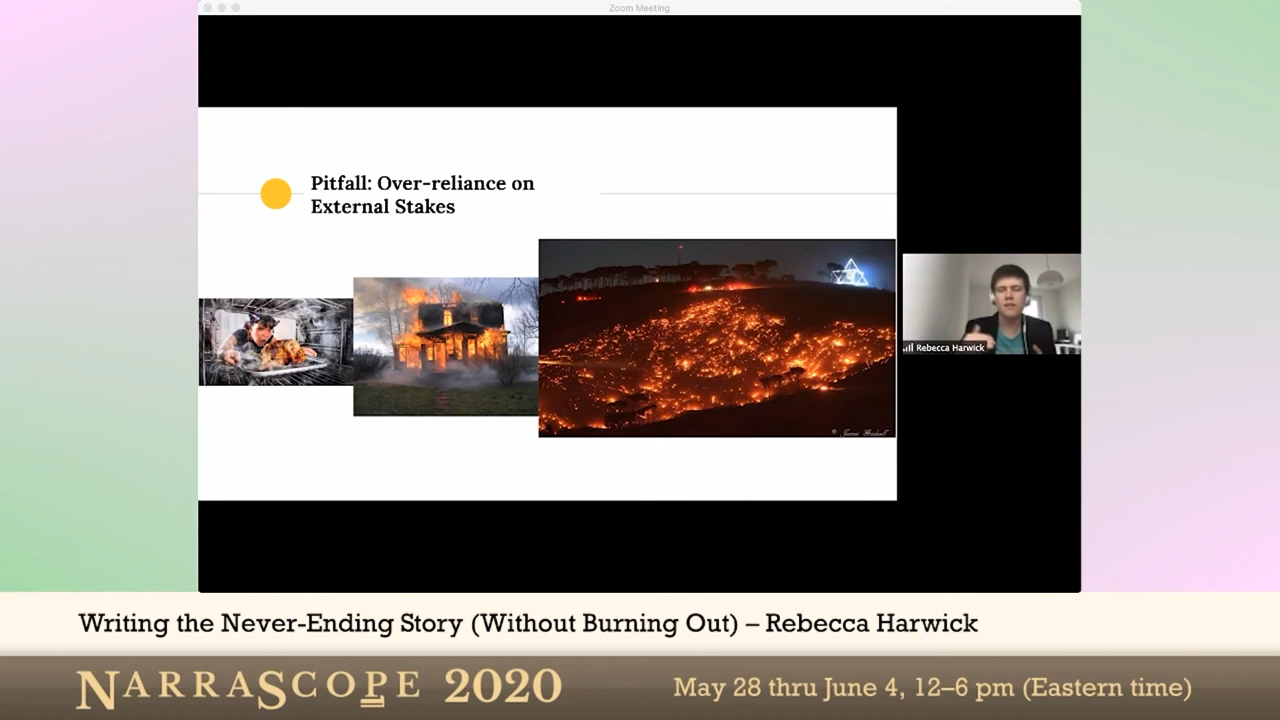 Zoom Meeting
Pitfall: Over-reliance on
External Stakes
Rebecca Harwick
Writing the Never-Ending Story (Without Burning Out) – Rebecca Harwick
NARRASCOPE 2020
May 28 thru June 4, 12–6 pm (Eastern time)